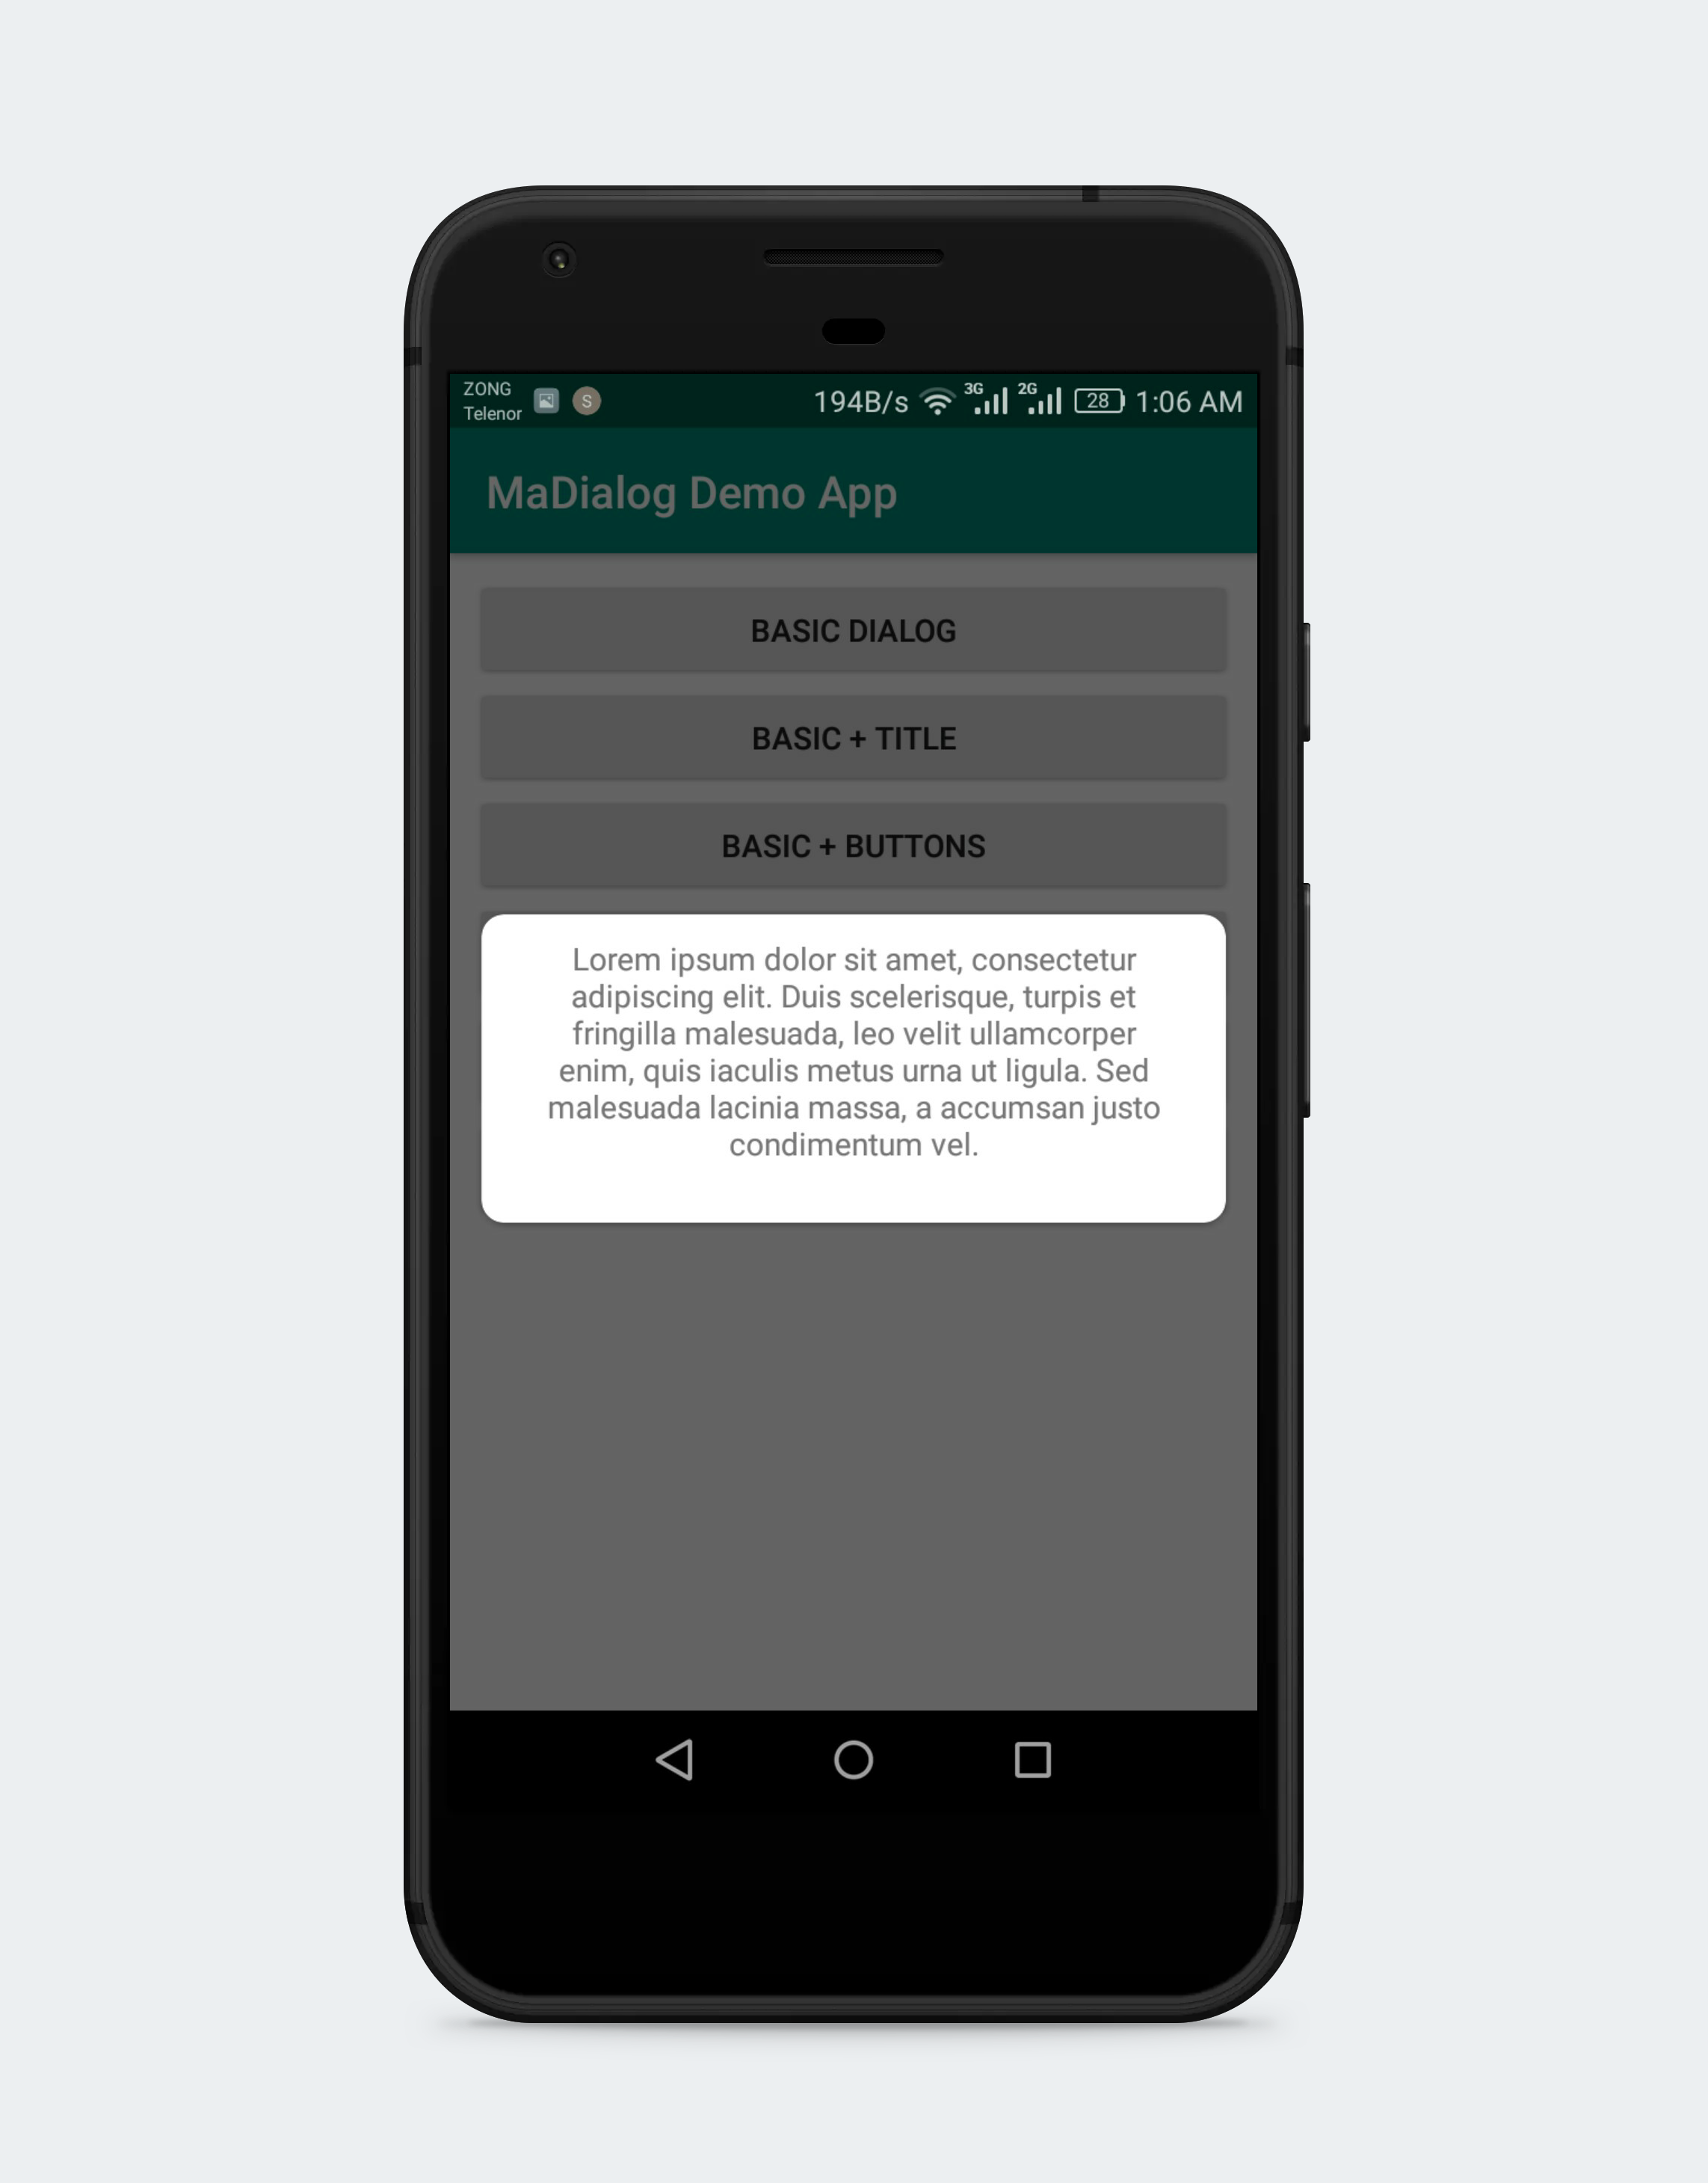 ZONG
Telenor
S
194B/s 3G 2G 28 1:06 AM
MaDialog Demo App
BASIC DIALOG
BASIC + TITLE
BASIC + BUTTONS
Lorem ipsum dolor sit amet, consectetur
adipiscing elit. Duis scelerisque, turpis et
fringilla malesuada, leo velit ullamcorper
enim, quis iaculis metus urna ut ligula. Sed
malesuada lacinia massa, a accumsan justo
condimentum vel.